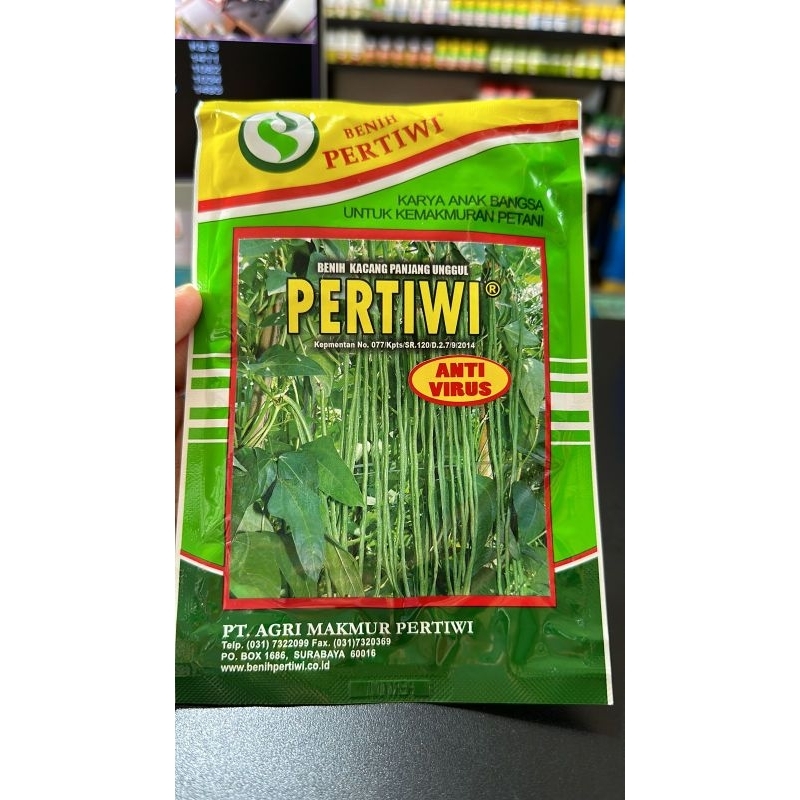 BENIH
PERTIWI
KARYA ANAK BANGSA
UNTUK KEMAKMURAN PETANI
BENIH KACANG PANJANG UNGGUL
PERTIWI®
Kepmentan No. 077/Kpts/SR.120/D.2.7/9/2014
ANTI
VIRUS
PT. AGRI MAKMUR PERTIWI
Telp. (031) 7322099 Fax. (031)7320369
PO. BOX 1686, SURABAYA 60016
www.benihpertiwi.co.id